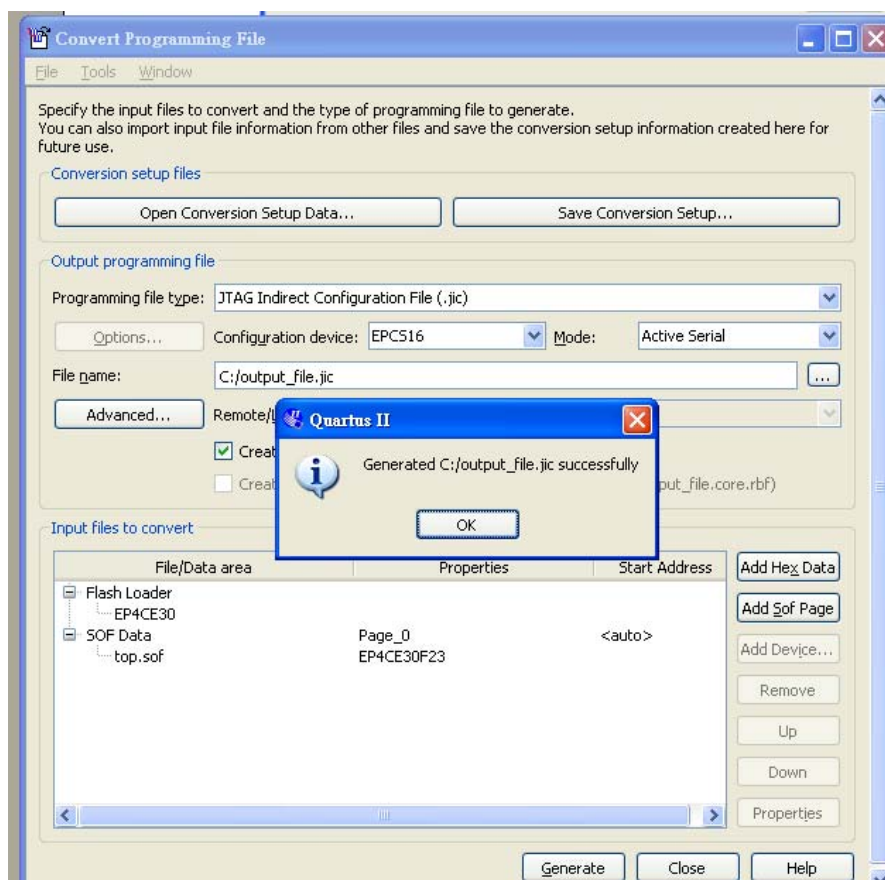 Convert Programming File
File Tools Window
Specify the input files to convert and the type of programming file to generate.
You can also import input file information from other files and save the conversion setup information created here for
future use.
Conversion setup files
Open Conversion Setup Data... Save Conversion Setup...
Output programming file
Programming file type: JTAG Indirect Configuration File (.jic)
Options... Configuration device: EPCS16 Mode: Active Serial
File name: C:/output_file.jic ...
Advanced... Remote/L
Quartus II
Creat
Generated C:/output_file.jic successfully
Creat put_file.core.rbf)
OK
Input files to convert
File/Data area Properties Start Address Add Hex Data
Flash Loader
EP4CE30 Add Sof Page
SOF Data Page_0 <auto>
top.sof EP4CE30F23 Add Device...
Remove
Up
Down
Properties
Generate Close Help